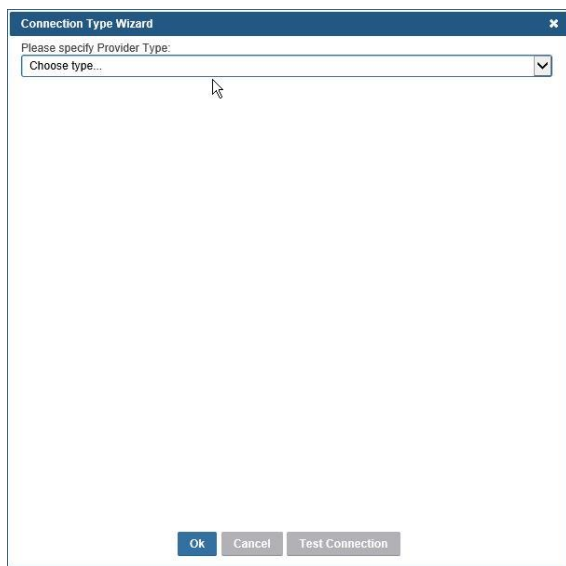 Connection Type Wizard
Please specify Provider Type:
Choose type...
Ok Cancel Test Connection